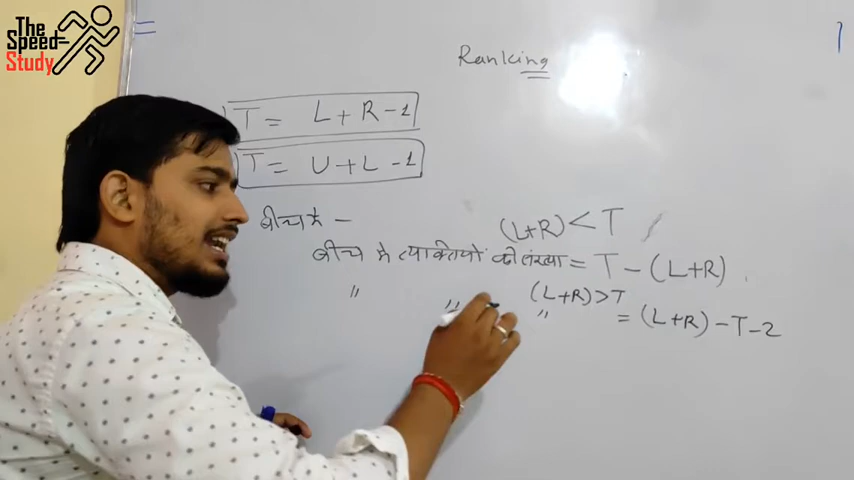 The
Speed
Study
Ranking
T = L + R - 1
T = U + L - 1
बीच मे -
(L+R) < T
बीच मे व्यक्तियों की संख्या = T - (L+R)
(L+R) > T
" " " = (L+R) - T - 2